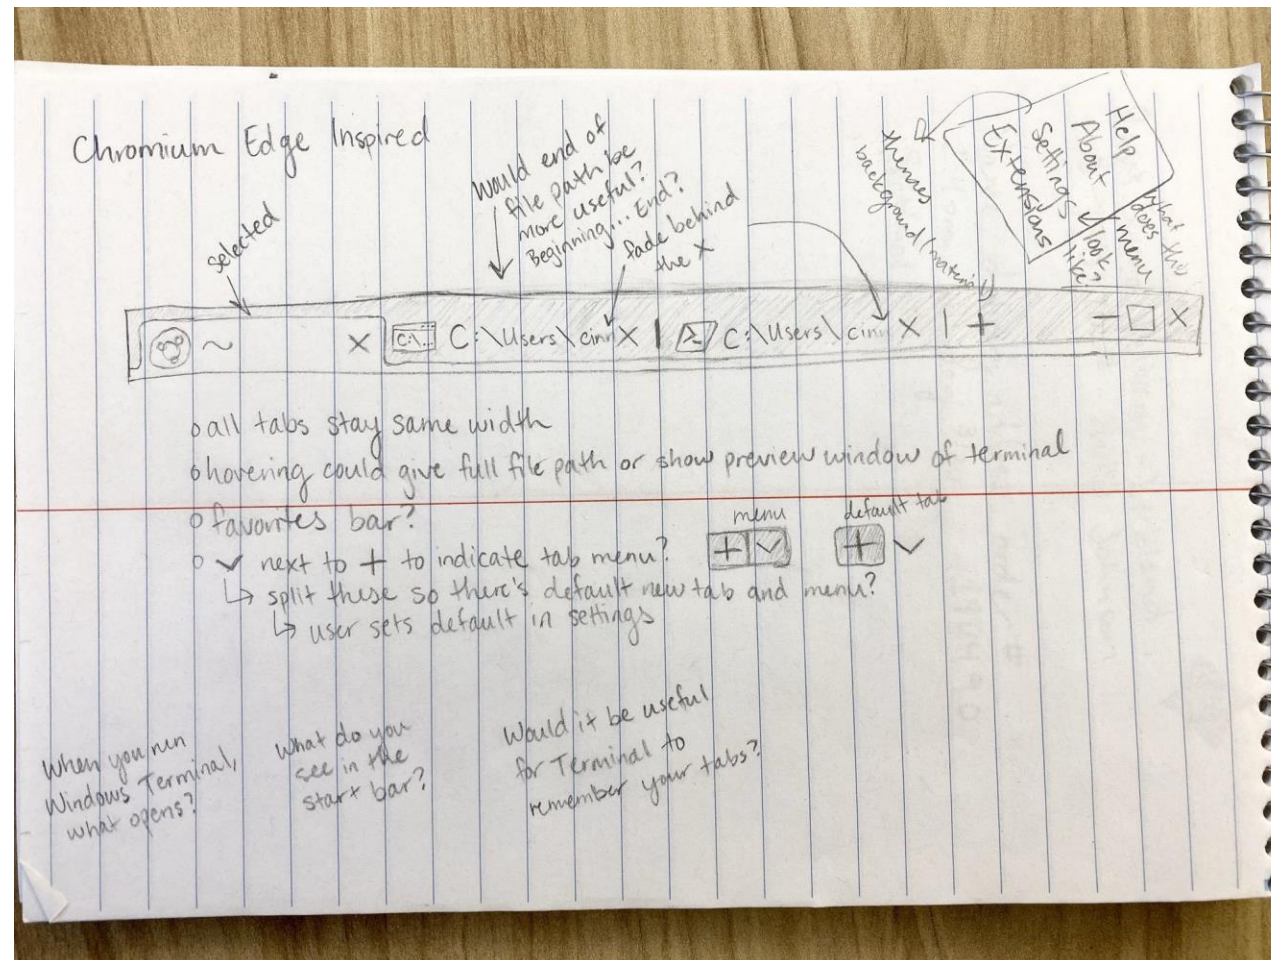 Chromium Edge Inspired
selected
Would end of
file path be
more useful?
Beginning... End?
fade behind
the X
themes
background (material)
Help
About
Settings
Extensions
what does the
menu
look
like?
~ X C:\.. C:\Users\cinn X | >_ C:\Users\cinn X | + — □ X
o all tabs stay same width
o hovering could give full file path or show preview window of terminal
o favorites bar?
menu
default tab
o ✓ next to + to indicate tab menu? + ✓ + ✓
↳ split these so there's default new tab and menu?
↳ user sets default in settings
When you run
Windows Terminal,
what opens?
What do you
see in the
start bar?
Would it be useful
for Terminal to
remember your tabs?